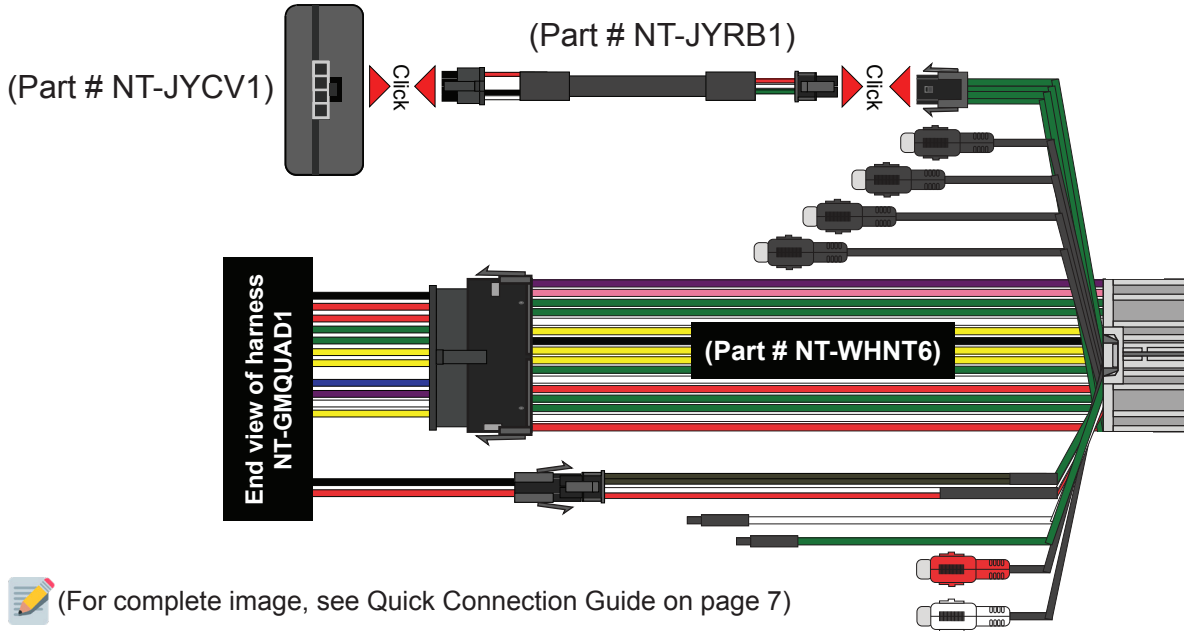 (Part # NT-JYRB1)
(Part # NT-JYCV1)
Click
Click
End view of harness
NT-GMQUAD1
(Part # NT-WHNT6)
(For complete image, see Quick Connection Guide on page 7)